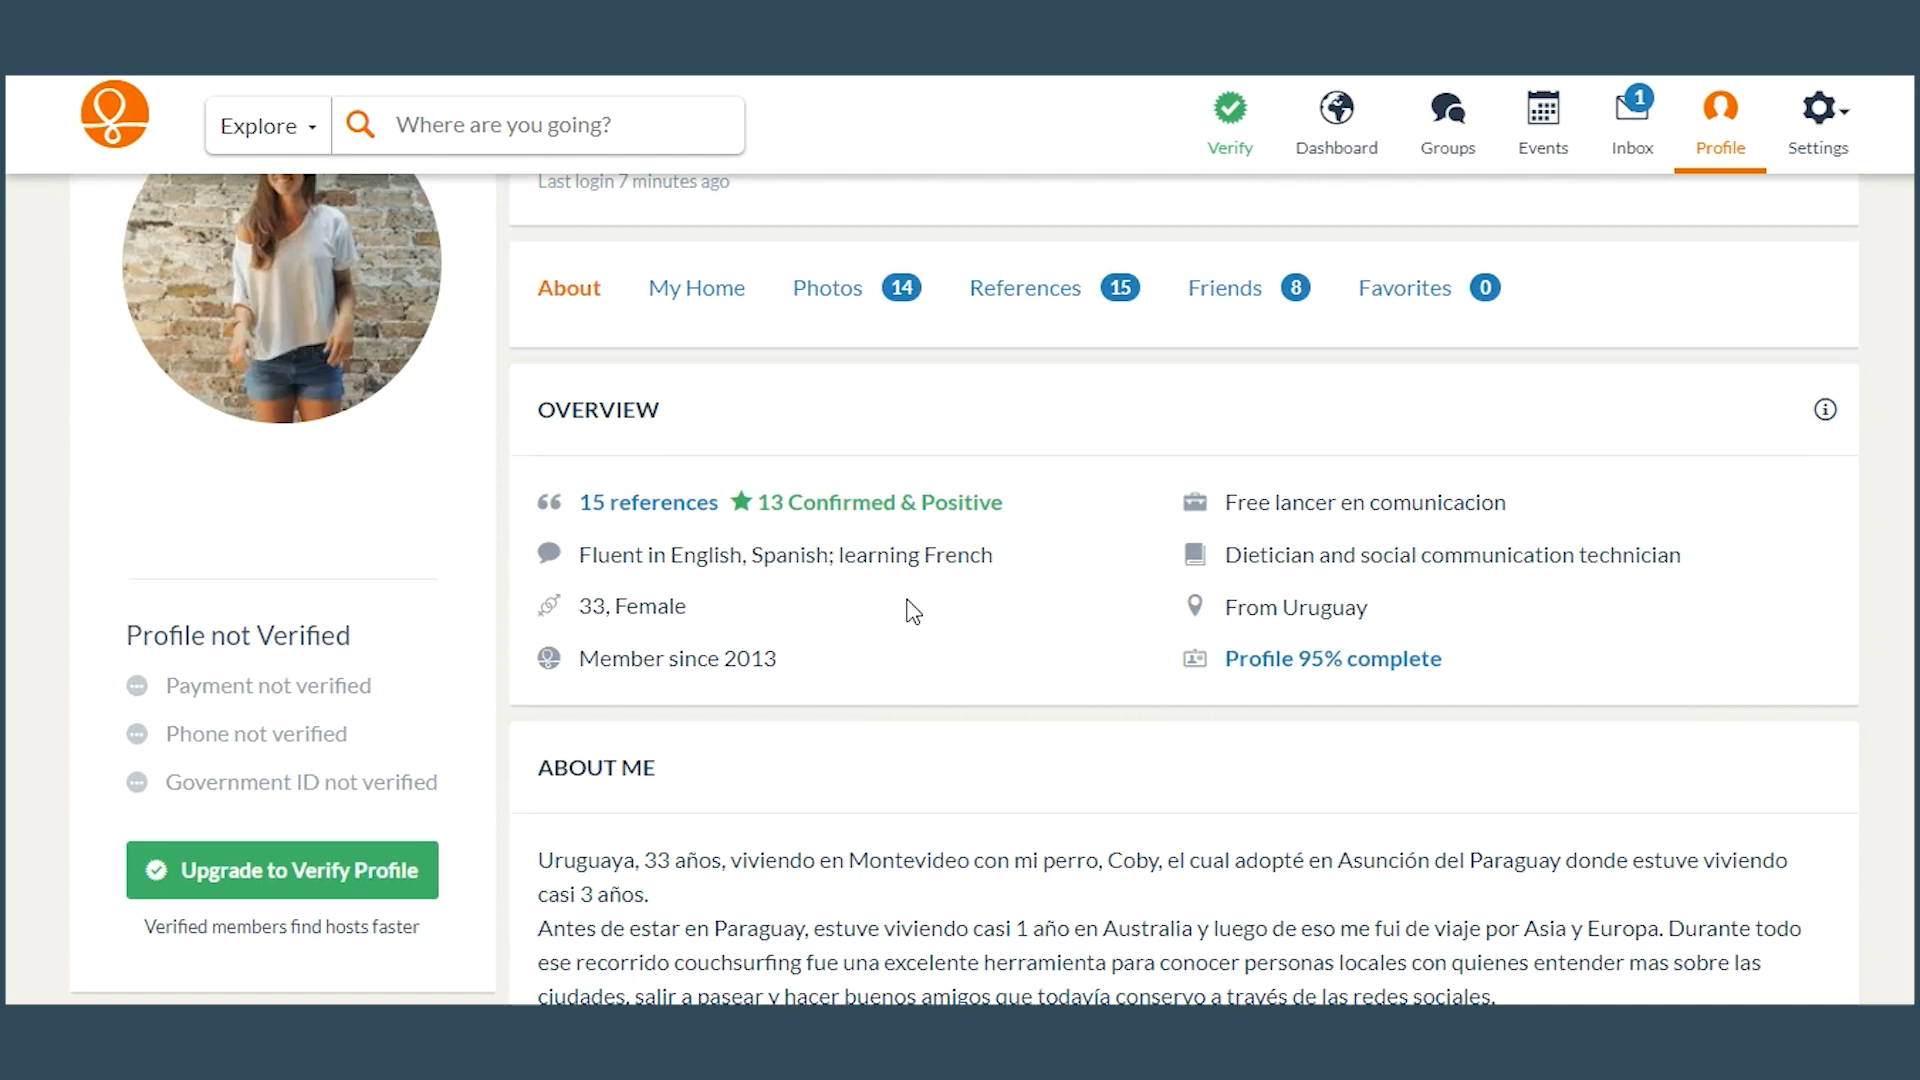 Explore
Where are you going?
Verify
Dashboard
Groups
Events
1
Inbox
Profile
Settings
Last login 7 minutes ago
About
My Home
Photos 14
References 15
Friends 8
Favorites 0
OVERVIEW
15 references 13 Confirmed & Positive
Fluent in English, Spanish; learning French
33, Female
Member since 2013
Free lancer en comunicacion
Dietician and social communication technician
From Uruguay
Profile 95% complete
Profile not Verified
Payment not verified
Phone not verified
Government ID not verified
Upgrade to Verify Profile
Verified members find hosts faster
ABOUT ME
Uruguaya, 33 años, viviendo en Montevideo con mi perro, Coby, el cual adopté en Asunción del Paraguay donde estuve viviendo
casi 3 años.
Antes de estar en Paraguay, estuve viviendo casi 1 año en Australia y luego de eso me fui de viaje por Asia y Europa. Durante todo
ese recorrido couchsurfing fue una excelente herramienta para conocer personas locales con quienes entender mas sobre las
ciudades, salir a pasear y hacer buenos amigos que todavía conservo a través de las redes sociales.